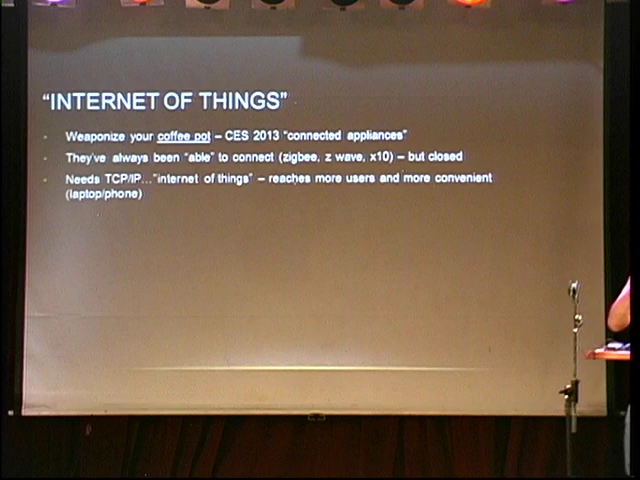 “INTERNET OF THINGS”
Weaponize your coffee pot – CES 2013 “connected appliances”
They've always been “able” to connect (zigbee, z wave, x10) – but closed
Needs TCP/IP...“internet of things” – reaches more users and more convenient
(laptop/phone)